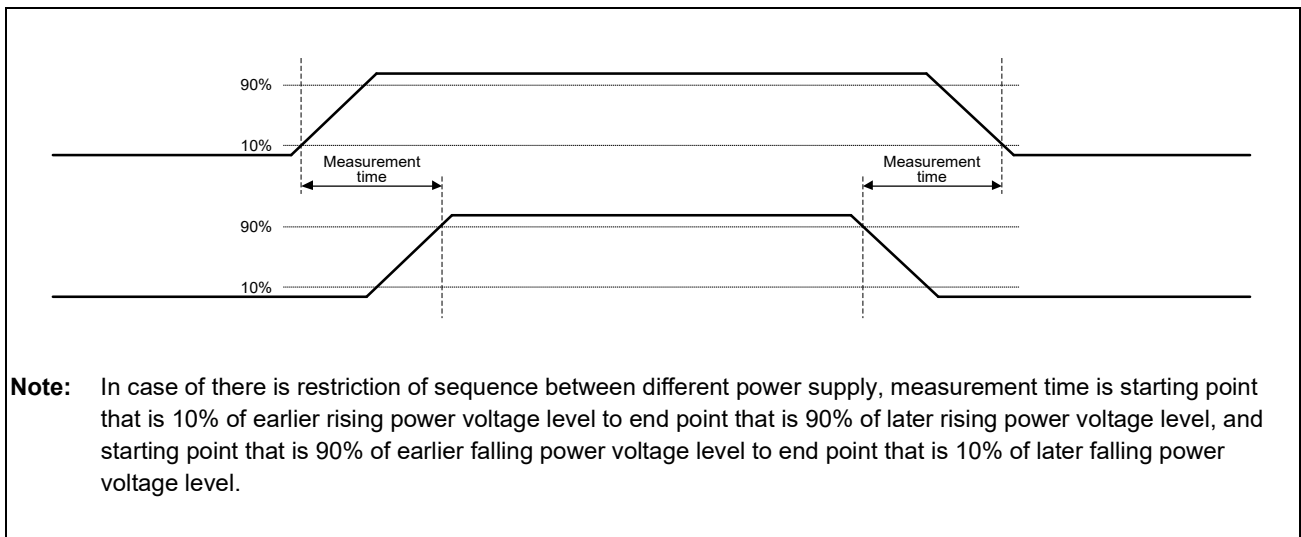 90%
10%
Measurement
time
Measurement
time
90%
10%
Note: In case of there is restriction of sequence between different power supply, measurement time is starting point
that is 10% of earlier rising power voltage level to end point that is 90% of later rising power voltage level, and
starting point that is 90% of earlier falling power voltage level to end point that is 10% of later falling power
voltage level.